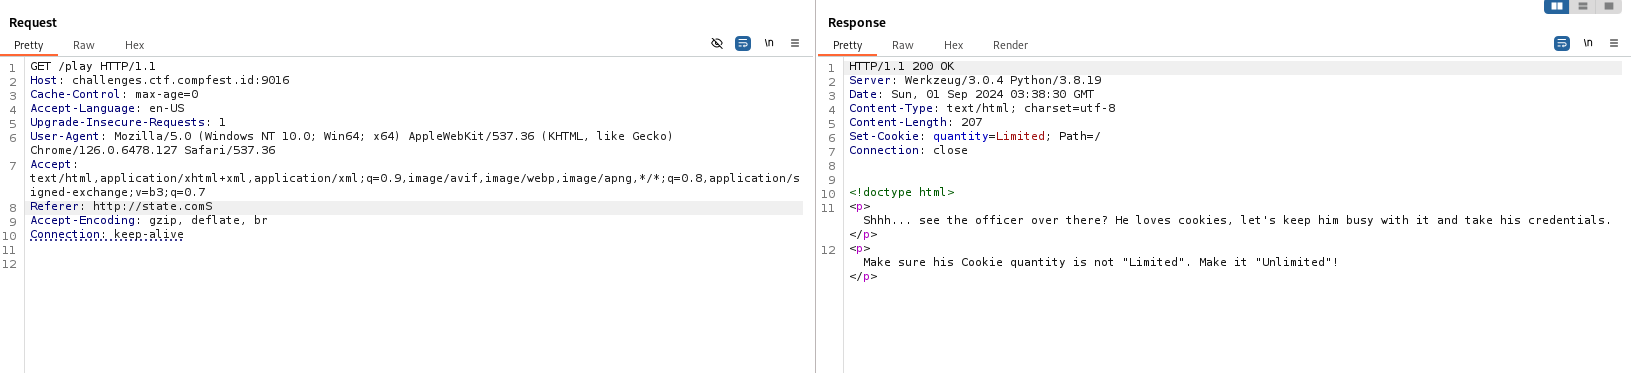 Request
Pretty Raw Hex
\n
1 GET /play HTTP/1.1
2 Host: challenges.ctf.compfest.id:9016
3 Cache-Control: max-age=0
4 Accept-Language: en-US
5 Upgrade-Insecure-Requests: 1
6 User-Agent: Mozilla/5.0 (Windows NT 10.0; Win64; x64) AppleWebKit/537.36 (KHTML, like Gecko)
Chrome/126.0.6478.127 Safari/537.36
7 Accept:
text/html,application/xhtml+xml,application/xml;q=0.9,image/avif,image/webp,image/apng,*/*;q=0.8,application/s
igned-exchange;v=b3;q=0.7
8 Referer: http://state.comS
9 Accept-Encoding: gzip, deflate, br
10 Connection: keep-alive
11
12
Response
Pretty Raw Hex Render
\n
1 HTTP/1.1 200 OK
2 Server: Werkzeug/3.0.4 Python/3.8.19
3 Date: Sun, 01 Sep 2024 03:38:30 GMT
4 Content-Type: text/html; charset=utf-8
5 Content-Length: 207
6 Set-Cookie: quantity=Limited; Path=/
7 Connection: close
8
9
10 <!doctype html>
11 <p>
Shhh... see the officer over there? He loves cookies, let's keep him busy with it and take his credentials.
</p>
12 <p>
Make sure his Cookie quantity is not "Limited". Make it "Unlimited"!
</p>